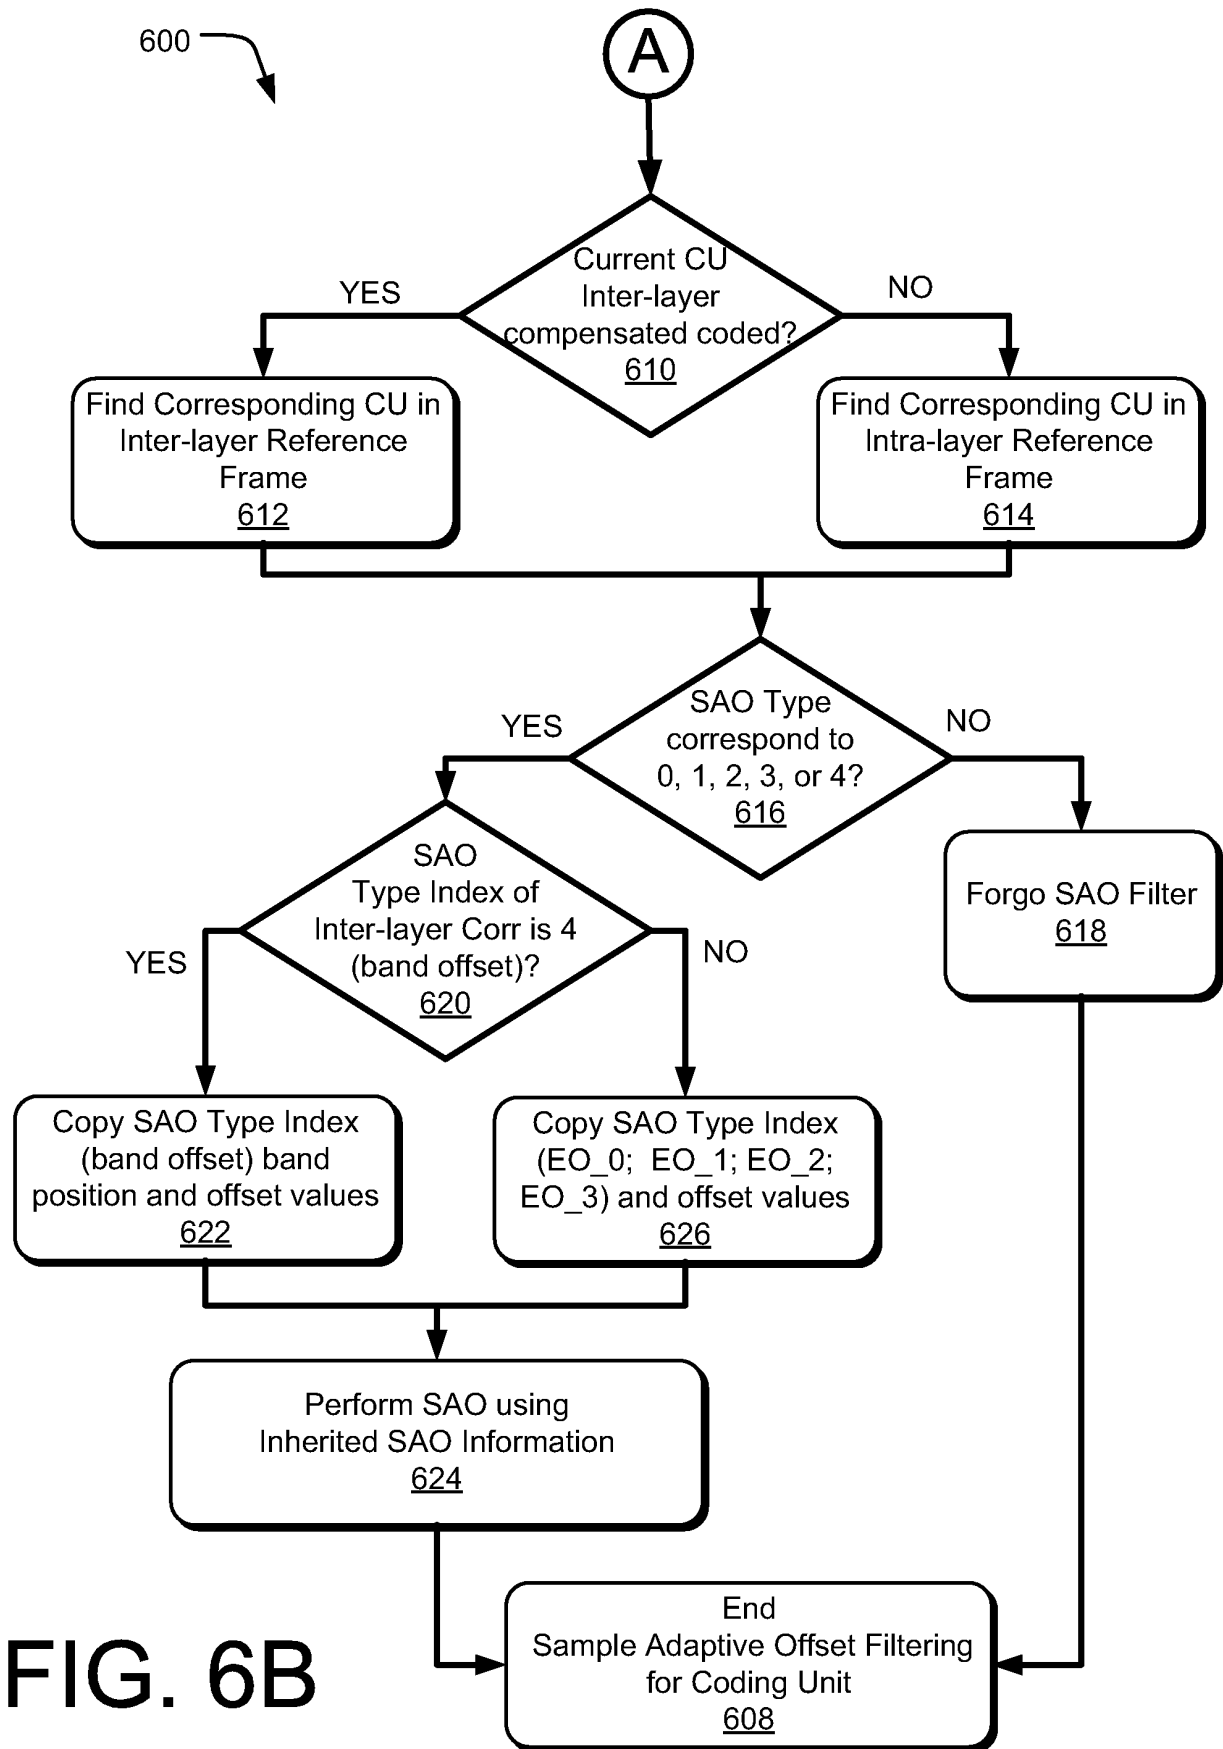 600
A
Current CU
Inter-layer
compensated coded?
610
YES
NO
Find Corresponding CU in
Inter-layer Reference
Frame
612
Find Corresponding CU in
Intra-layer Reference
Frame
614
SAO Type
correspond to
0, 1, 2, 3, or 4?
616
YES
NO
SAO
Type Index of
Inter-layer Corr is 4
(band offset)?
620
Forgo SAO Filter
618
YES
NO
Copy SAO Type Index
(band offset) band
position and offset values
622
Copy SAO Type Index
(EO_0; EO_1; EO_2;
EO_3) and offset values
626
Perform SAO using
Inherited SAO Information
624
End
Sample Adaptive Offset Filtering
for Coding Unit
608
FIG. 6B